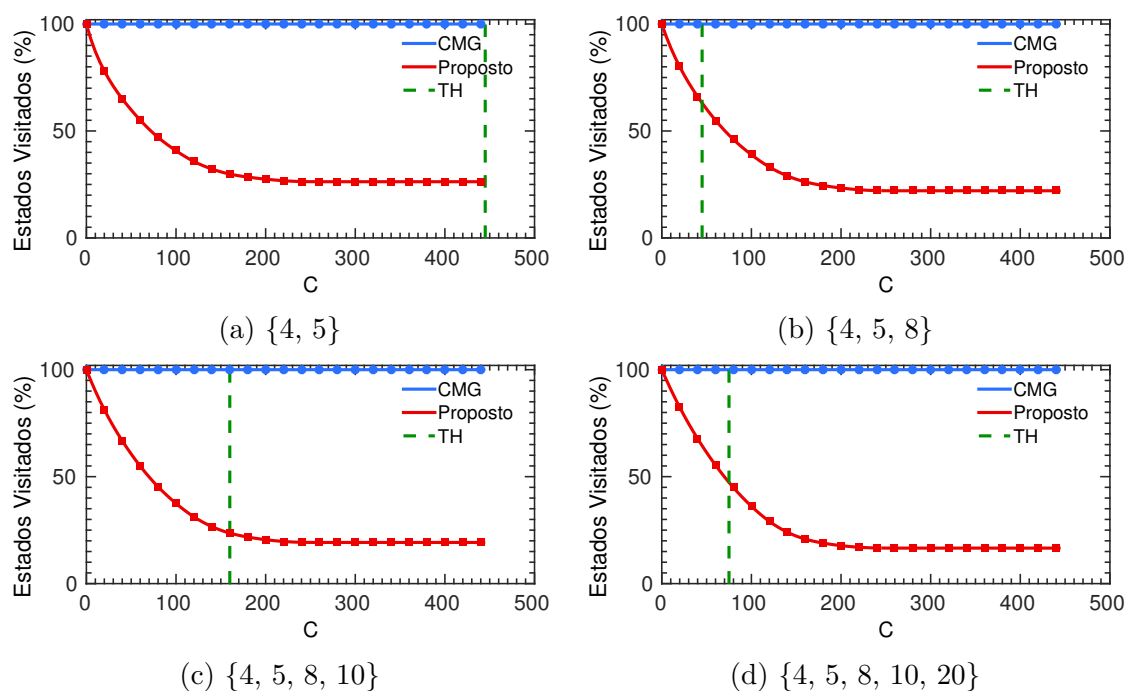 100
50
0
Estados Visitados (%)
CMG
Proposto
TH
0 100 200 300 400 500
C
(a) {4, 5}
100
50
0
Estados Visitados (%)
CMG
Proposto
TH
0 100 200 300 400 500
C
(b) {4, 5, 8}
100
50
0
Estados Visitados (%)
CMG
Proposto
TH
0 100 200 300 400 500
C
(c) {4, 5, 8, 10}
100
50
0
Estados Visitados (%)
CMG
Proposto
TH
0 100 200 300 400 500
C
(d) {4, 5, 8, 10, 20}